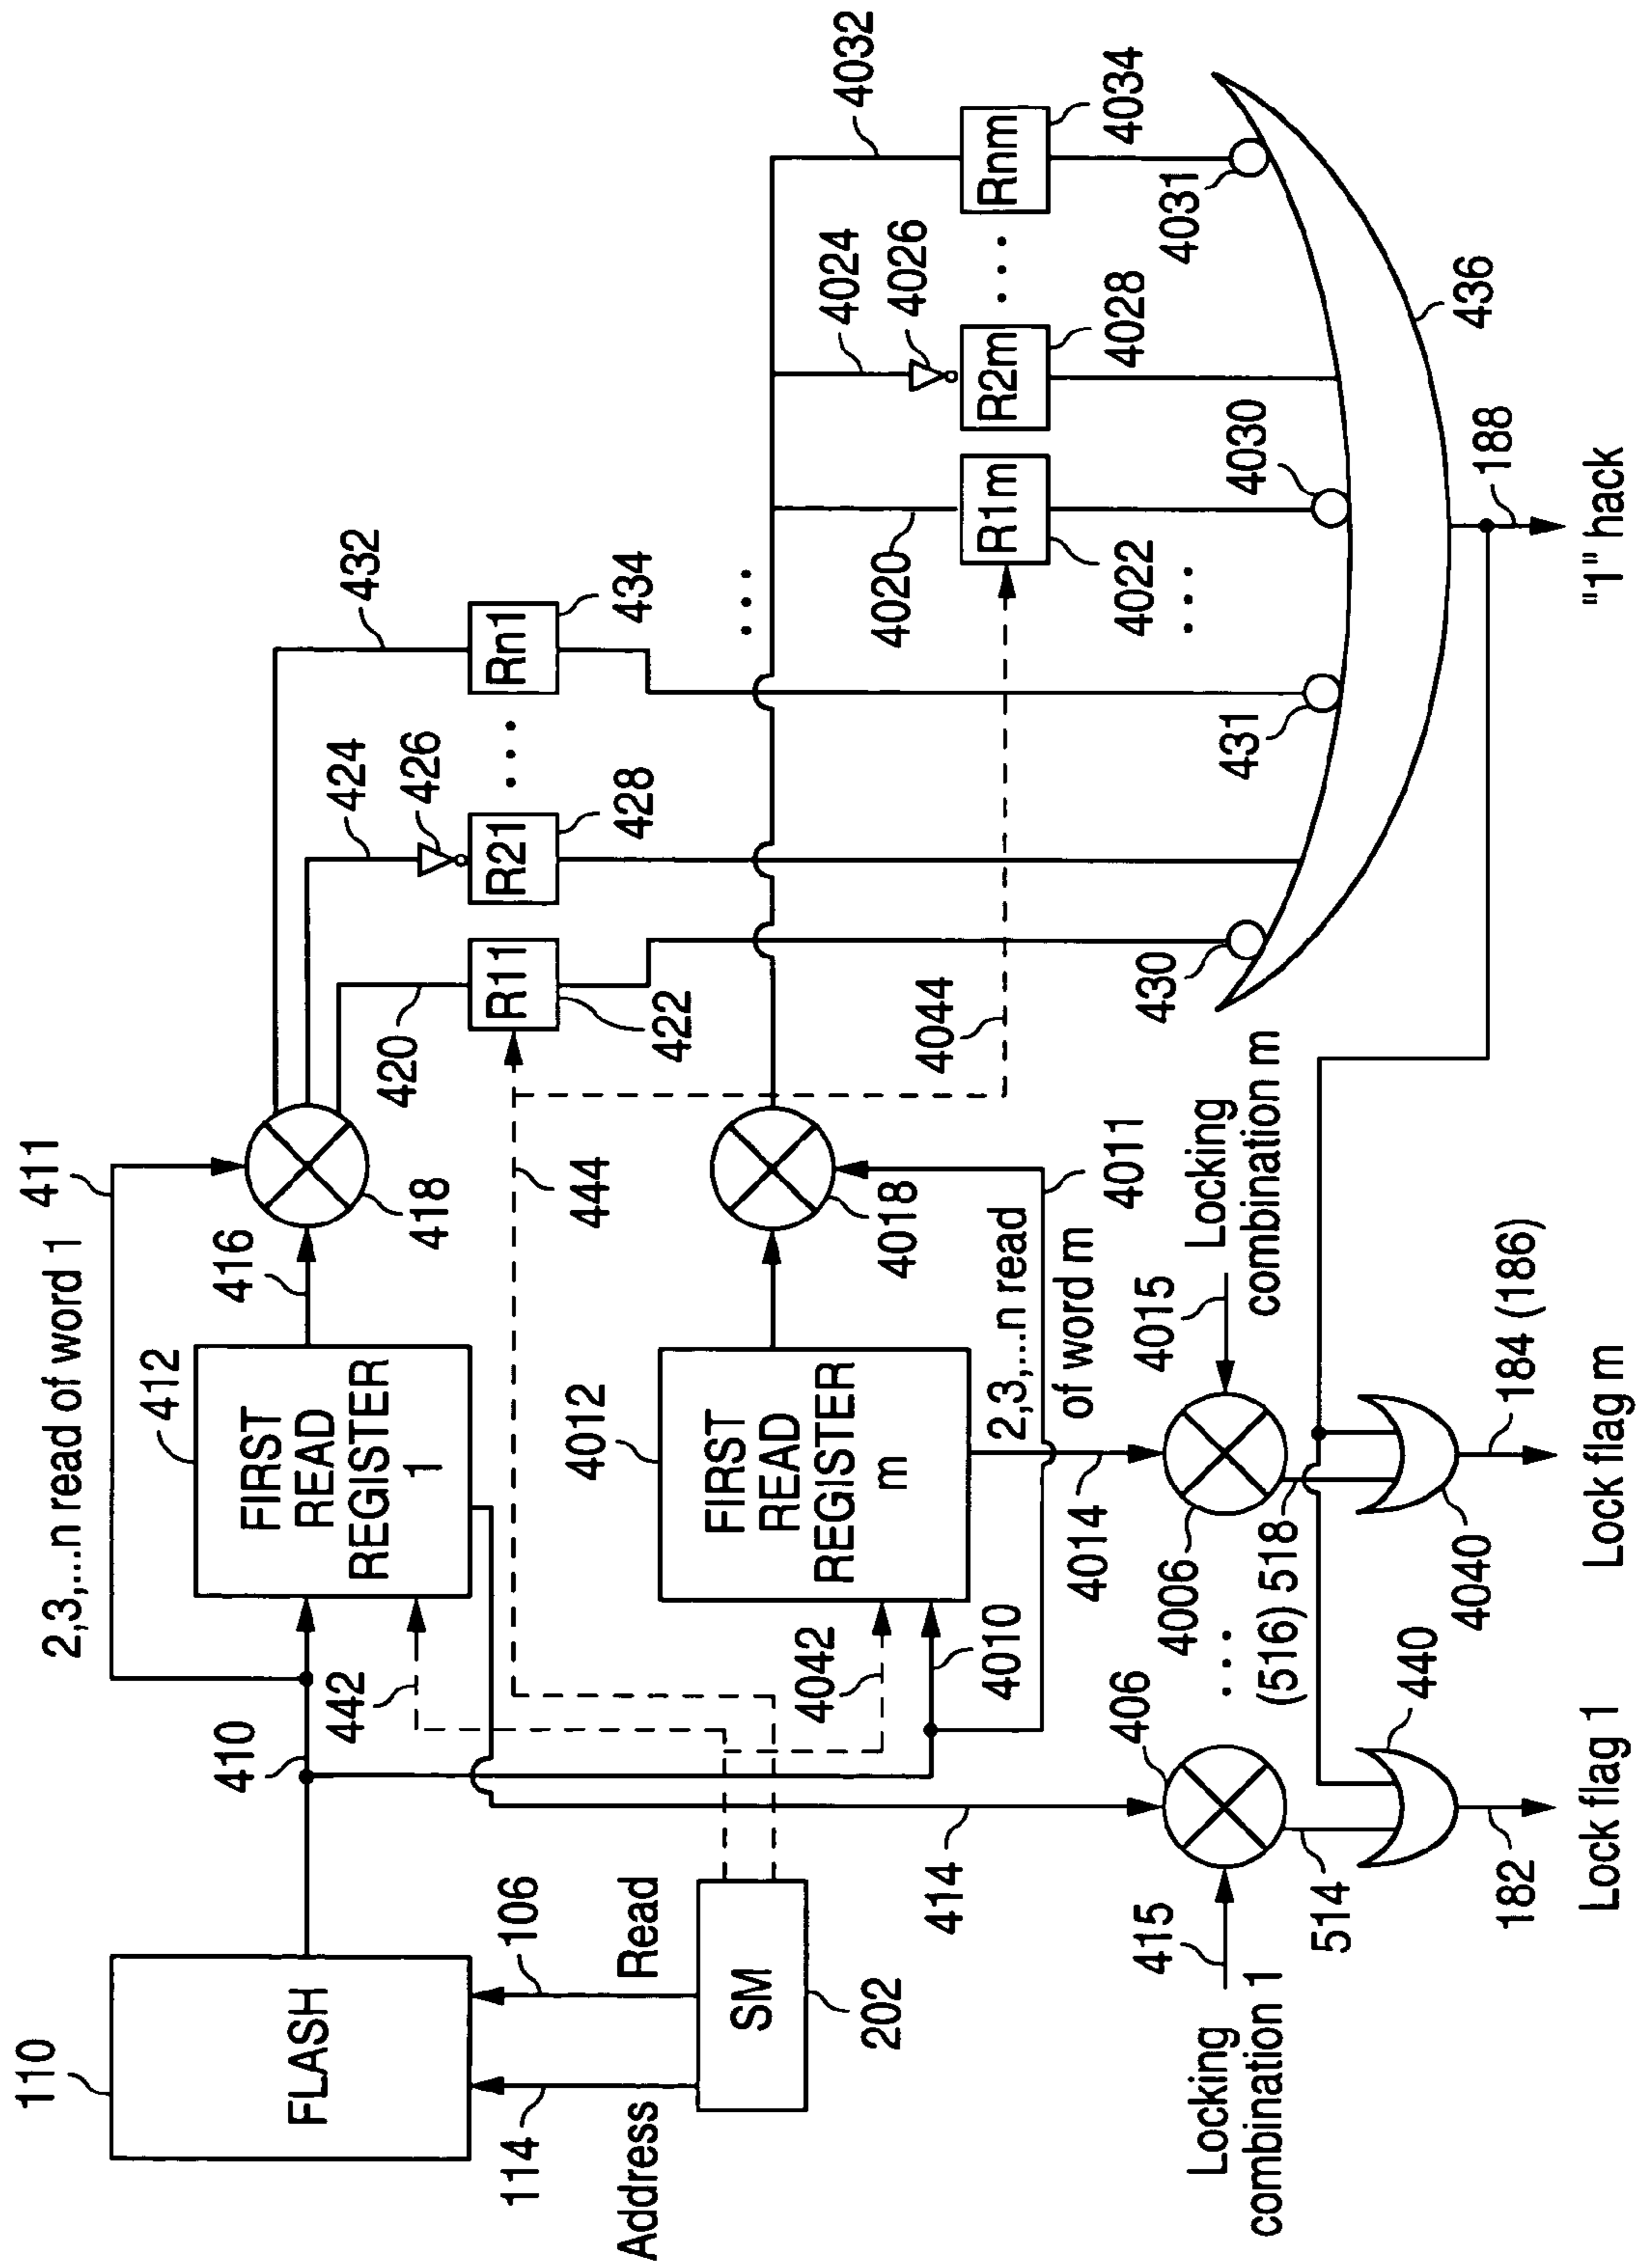 110
FLASH
114
Address
106
Read
SM
202
410
442
2,3,...n read of word 1
411
412
FIRST
READ
REGISTER
1
416
418
420
424
426
432
R11
422
R21
428
...
Rn1
434
444
4012
FIRST
READ
REGISTER
m
4042
4010
4018
2,3,...n read
of word m
4011
4044
...
4020
4024
4026
4032
R1m
4022
...
R2m
4028
...
Rnm
4034
430
431
4030
4031
436
188
"1" hack
414
4014
415
Locking
combination 1
406
514
440
182
Lock flag 1
...
4006
(516) 518
4015
Locking
combination m
4040
184 (186)
Lock flag m